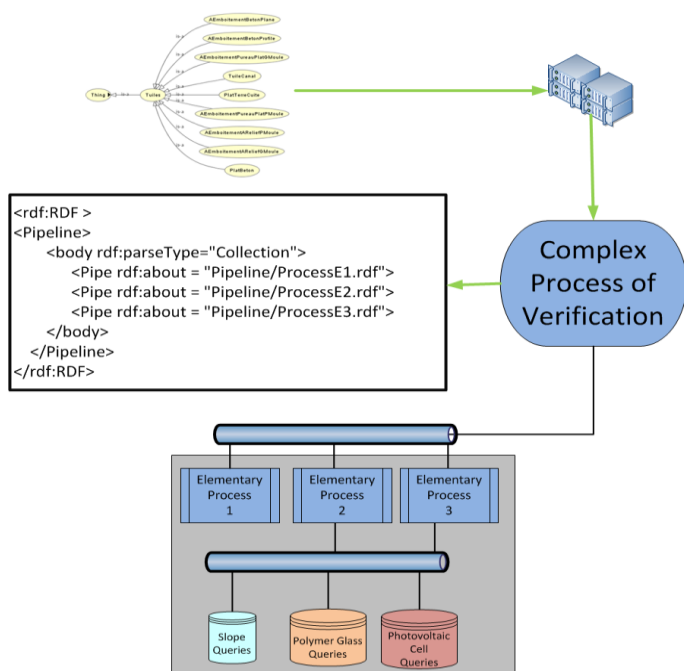 AEmboitementBetonPlane
AEmboitementBetonProfile
AEmboitementPureauPlatGMoule
TuileCanal
Thing
is-a
Tuiles
PlatTerreCuite
AEmboitementPureauPlatPMoule
AEmboitementAReliefPMoule
AEmboitementAReliefGMoule
PlatBeton
<rdf:RDF >
<Pipeline>
<body rdf:parseType="Collection">
<Pipe rdf:about = "Pipeline/ProcessE1.rdf">
<Pipe rdf:about = "Pipeline/ProcessE2.rdf">
<Pipe rdf:about = "Pipeline/ProcessE3.rdf">
</body>
</Pipeline>
</rdf:RDF>
Complex
Process of
Verification
Elementary
Process
1
Elementary
Process
2
Elementary
Process
3
Slope
Queries
Polymer Glass
Queries
Photovoltaic
Cell
Queries